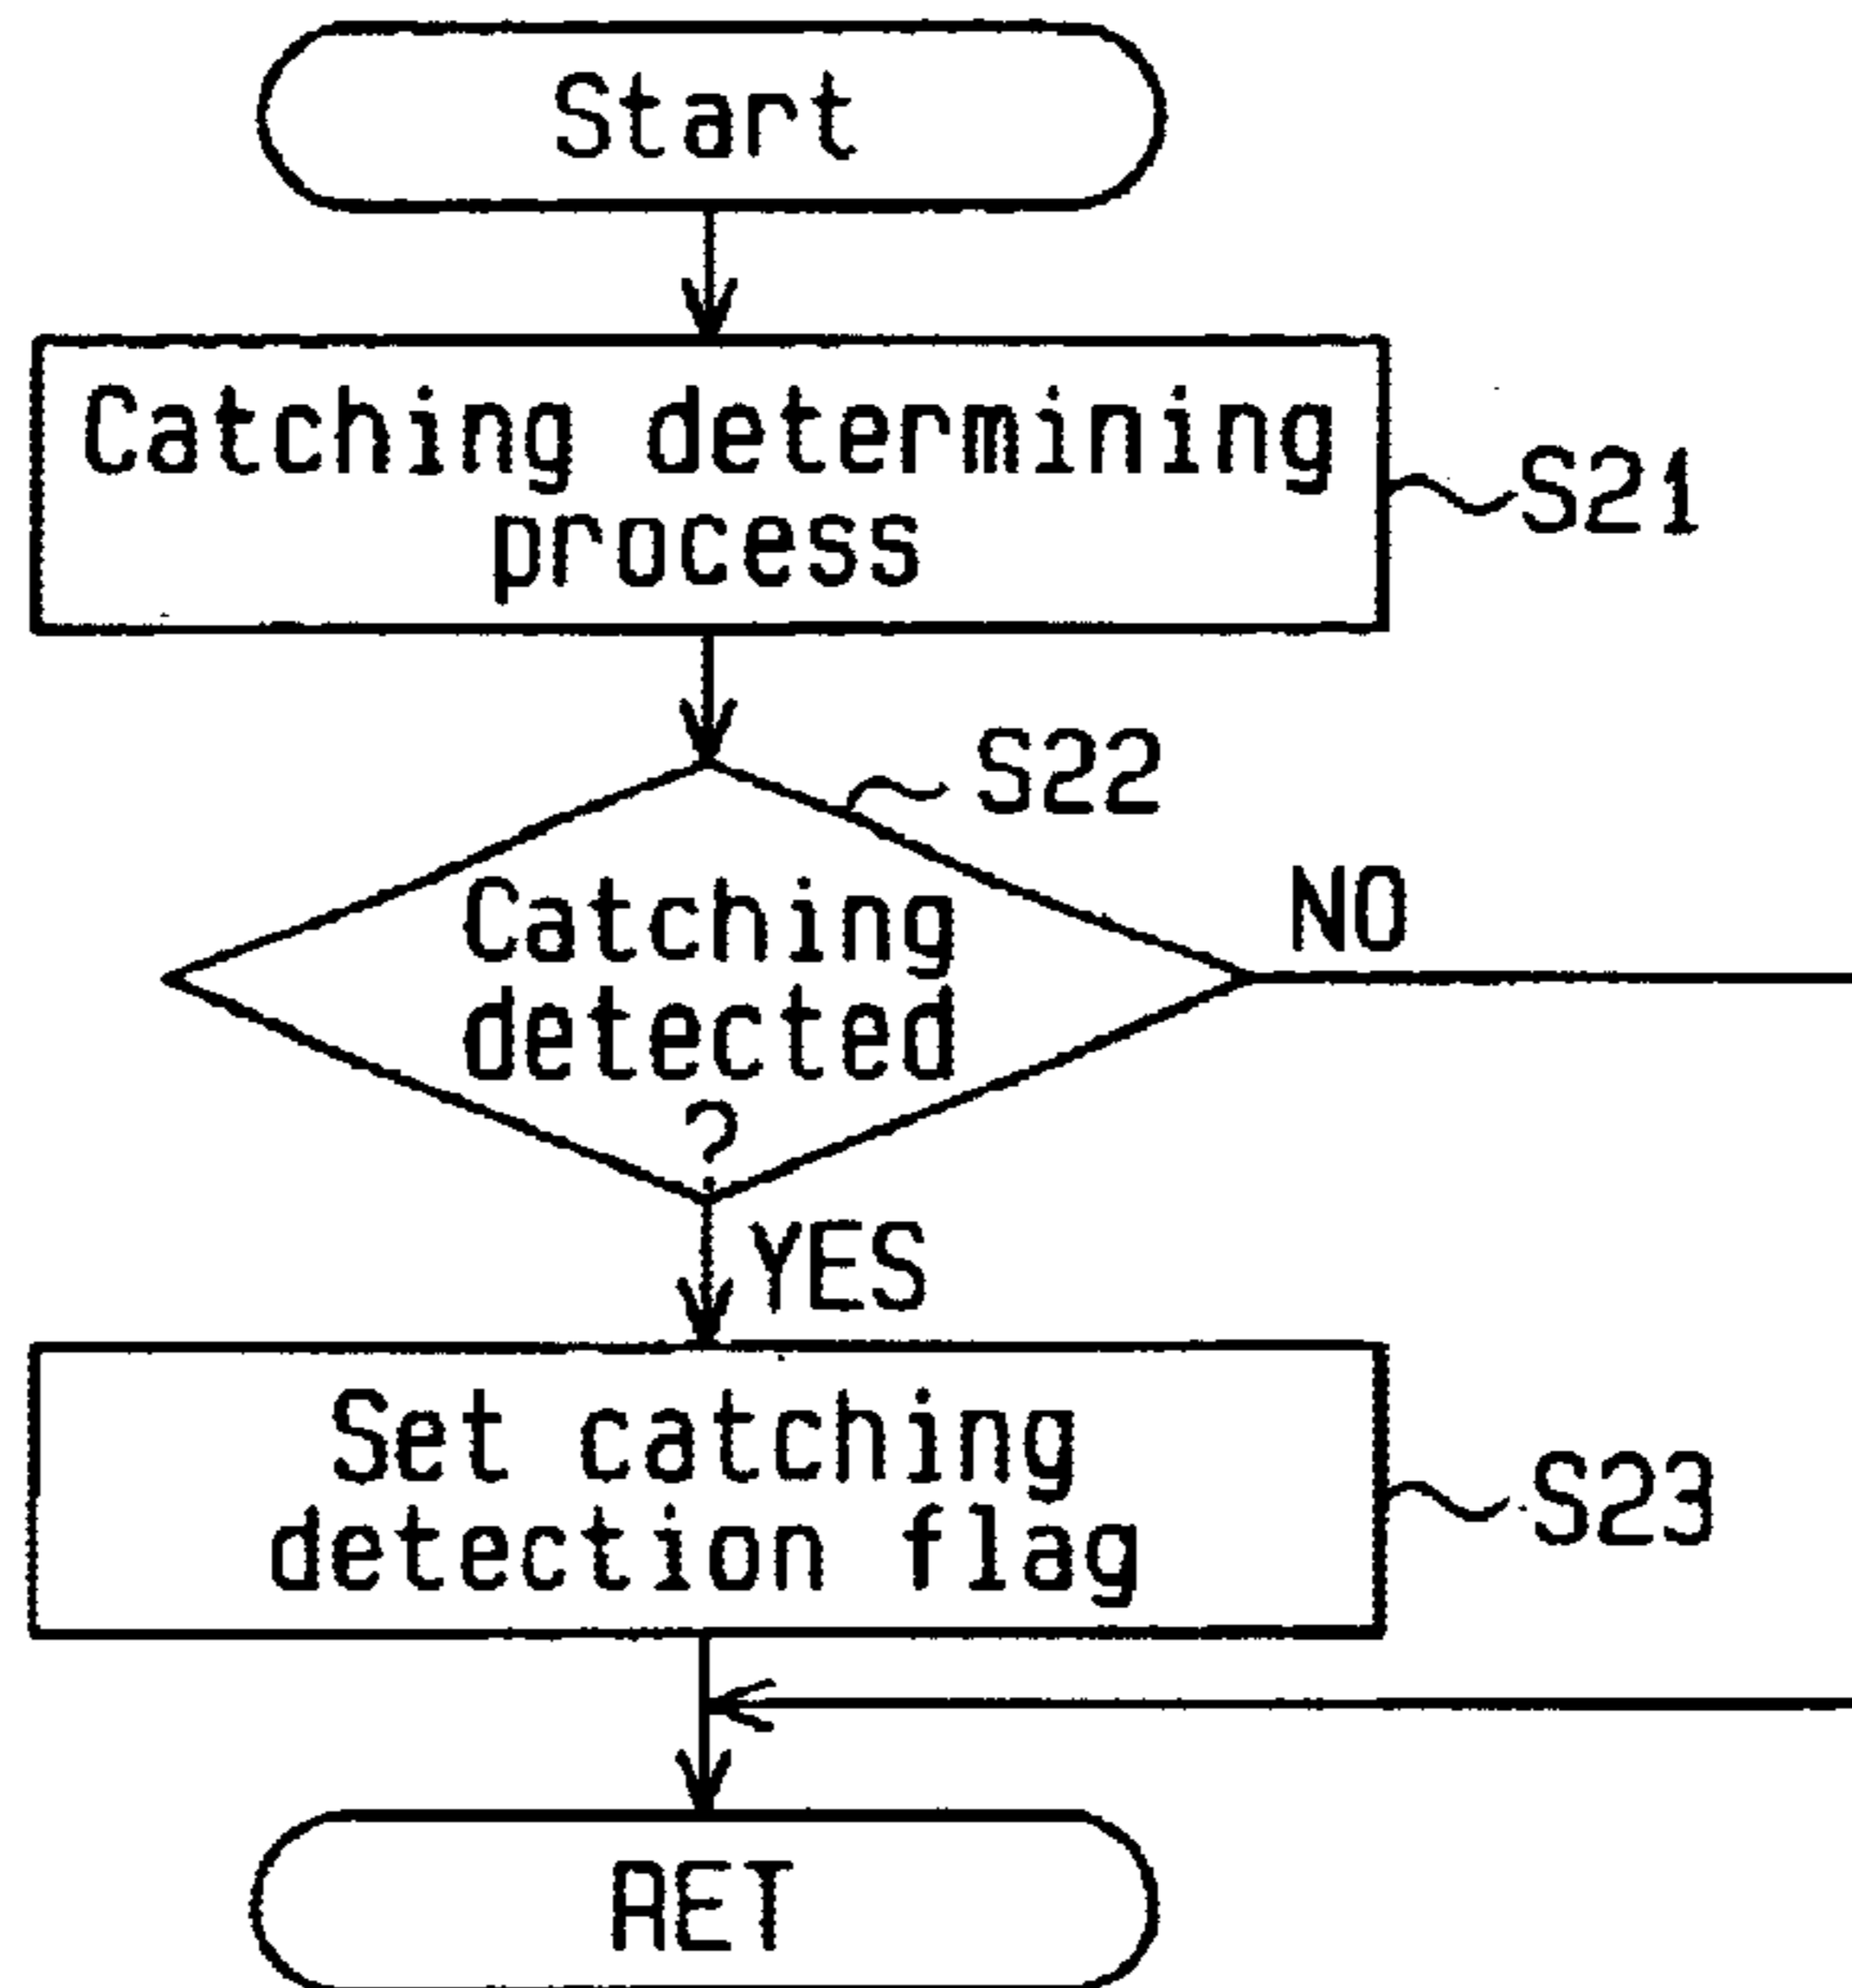 Start
Catching determining
process
S21
S22
Catching
detected
?
NO
YES
Set catching
detection flag
S23
RET